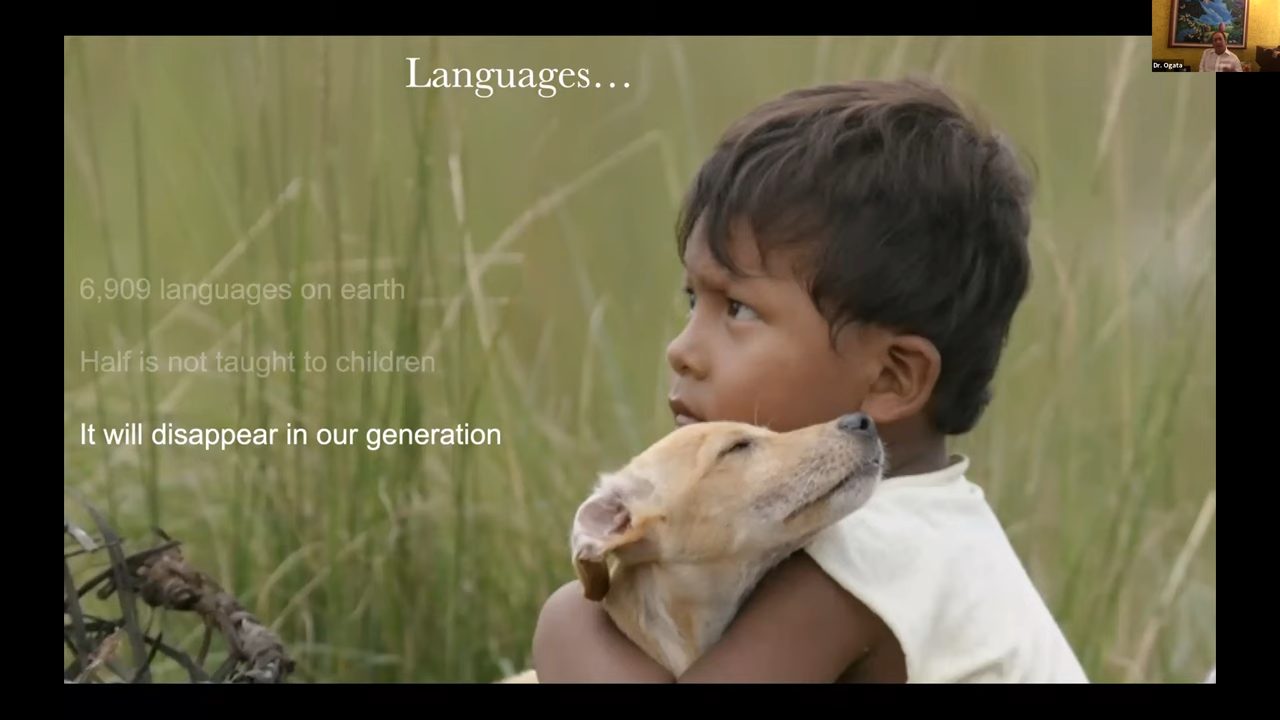 Languages…
Dr. Ogata
6,909 languages on earth
Half is not taught to children
It will disappear in our generation